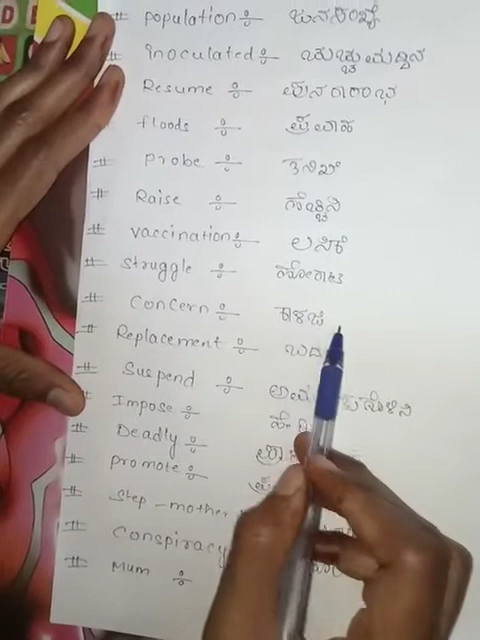 # population ÷ ಜನಸಂಖ್ಯೆ
# Inoculated ÷ ಚುಚ್ಚುಮದ್ದಿನ
Resume ÷ ಪುನರಾರಂಭ
floods ÷ ಪ್ರವಾಹ
# Probe ÷ ತನಿಖೆ
# Raise ÷ ಹೆಚ್ಚಿಸಿ
# vaccination ÷ ಲಸಿಕೆ
# Struggle ÷ ಹೋರಾಟ
# Concern ÷ ಕಾಳಜಿ
# Replacement ÷
# Suspend ÷
# Impose ÷
# Deadly ÷
# promote ÷
# Step-mother
# Conspiracy
# Mum ÷